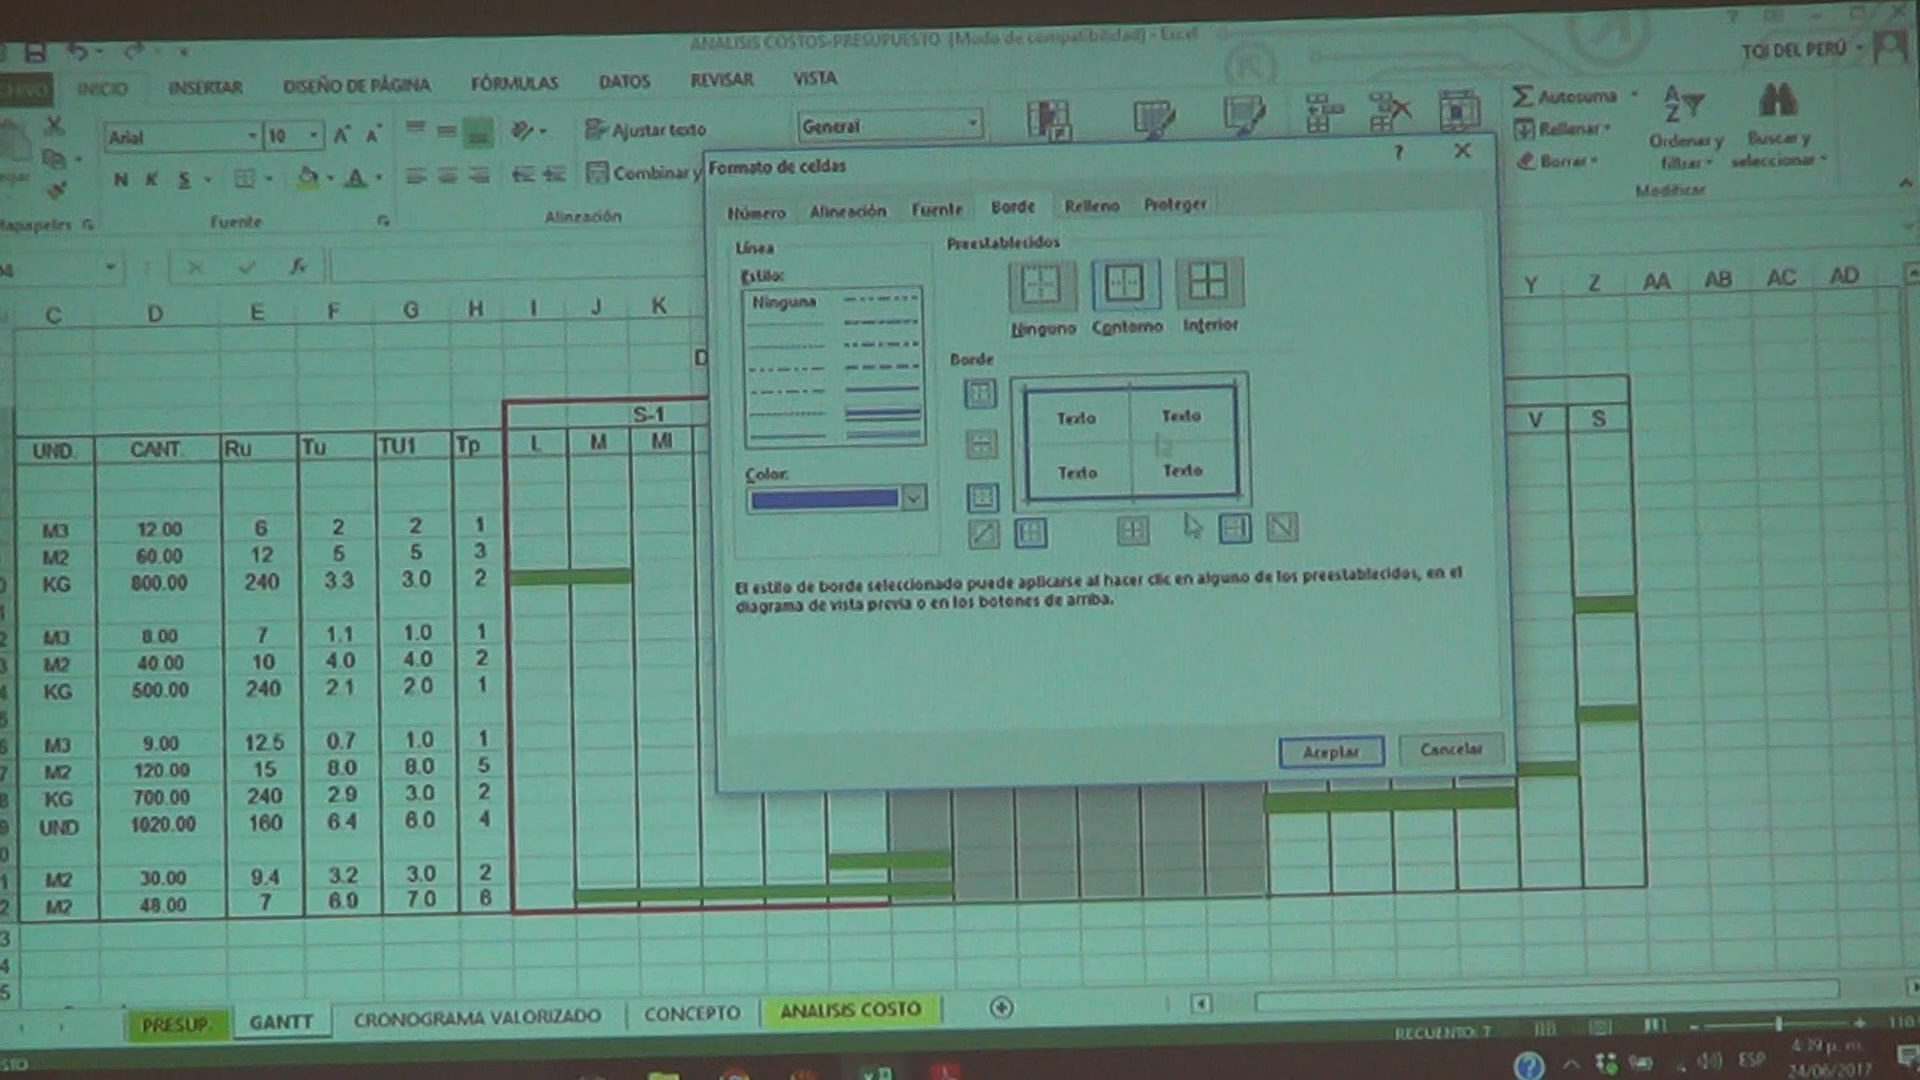 ANALISIS COSTOS-PRESUPUESTO [Modo de compatibilidad] - Excel
INICIO INSERTAR DISEÑO DE PÁGINA FÓRMULAS DATOS REVISAR VISTA
Arial 10 Ajustar texto General
N K S Combinar y
Fuente Alineación
Autosuma
Rellenar
Borrar
Ordenar y filtrar
Buscar y seleccionar
Modificar
Formato de celdas ? X
Número Alineación Fuente Borde Relleno Proteger
Línea
Estilo:
Ninguna
Color:
Preestablecidos
Ninguno Contorno Interior
Borde
Texto Texto
Texto Texto
El estilo de borde seleccionado puede aplicarse al hacer clic en alguno de los preestablecidos, en el
diagrama de vista previa o en los botones de arriba.
Aceptar Cancelar
C D E F G H I J K Y Z AA AB AC AD
D
S-1
UND. CANT. Ru Tu TU1 Tp L M MI V S
M3 12.00 6 2 2 1
M2 60.00 12 5 5 3
KG 800.00 240 3.3 3.0 2
M3 8.00 7 1.1 1.0 1
M2 40.00 10 4.0 4.0 2
KG 500.00 240 2.1 2.0 1
M3 9.00 12.5 0.7 1.0 1
M2 120.00 15 8.0 8.0 5
KG 700.00 240 2.9 3.0 2
UND 1020.00 160 6.4 6.0 4
M2 30.00 9.4 3.2 3.0 2
M2 48.00 7 6.9 7.0 6
PRESUP. GANTT CRONOGRAMA VALORIZADO CONCEPTO ANALISIS COSTO
RECUENTO: 7
ESP
4:39 p. m.
24/06/2017